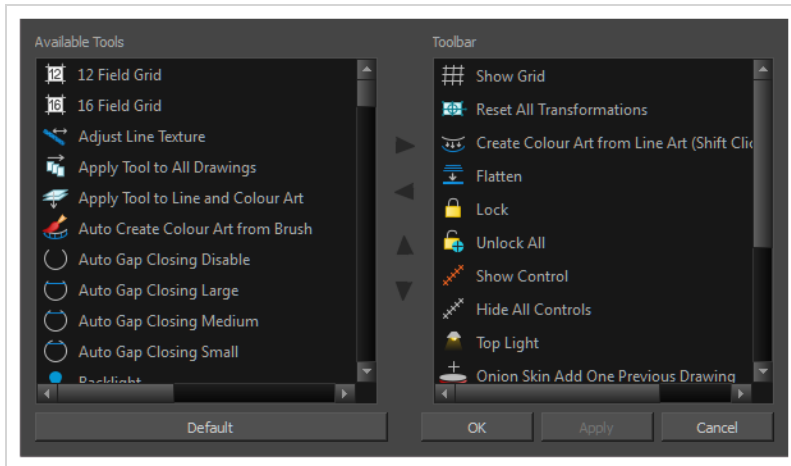 Available Tools
12 Field Grid
16 Field Grid
Adjust Line Texture
Apply Tool to All Drawings
Apply Tool to Line and Colour Art
Auto Create Colour Art from Brush
Auto Gap Closing Disable
Auto Gap Closing Large
Auto Gap Closing Medium
Auto Gap Closing Small
Backlight
Default
Toolbar
Show Grid
Reset All Transformations
Create Colour Art from Line Art (Shift Clic
Flatten
Lock
Unlock All
Show Control
Hide All Controls
Top Light
Onion Skin Add One Previous Drawing
OK
Apply
Cancel